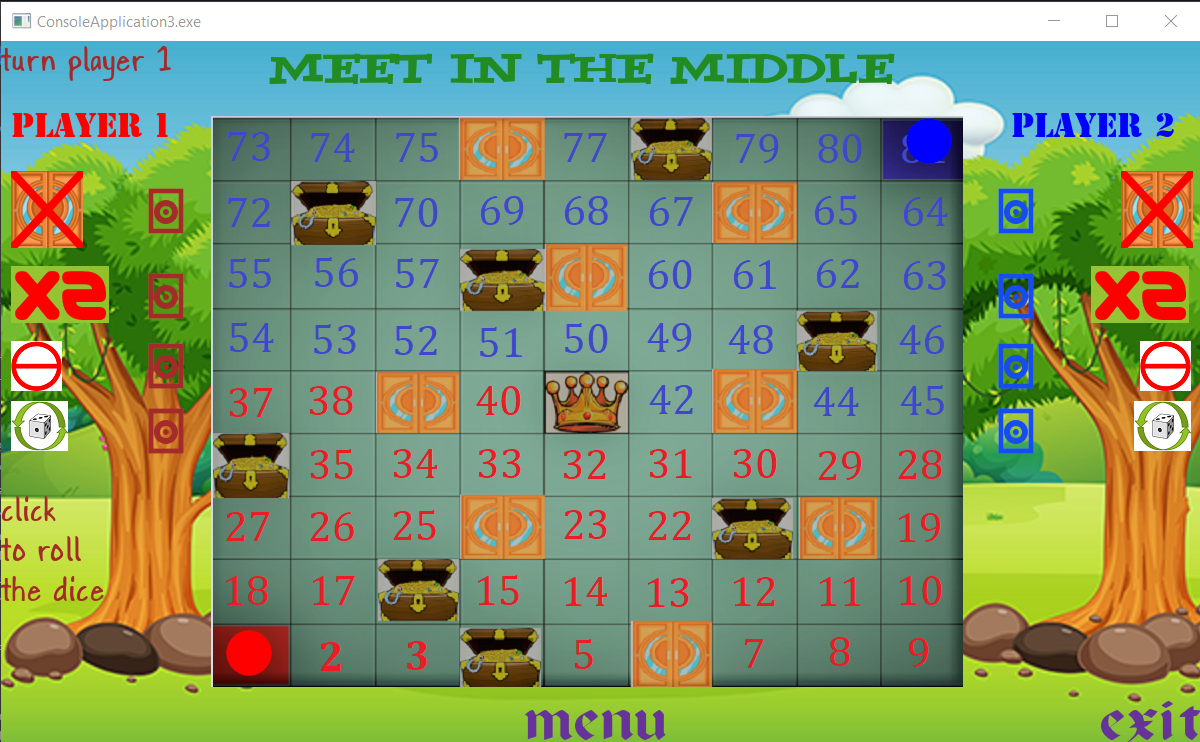 ConsoleApplication3.exe
turn player 1
MEET IN THE MIDDLE
PLAYER 1
PLAYER 2
73 74 75 77 79 80
72 70 69 68 67 65 64
55 56 57 60 61 62 63
54 53 52 51 50 49 48 46
37 38 40 42 44 45
35 34 33 32 31 30 29 28
27 26 25 23 22 19
18 17 15 14 13 12 11 10
2 3 5 7 8 9
X2
X2
click
to roll
the dice
menu
exit